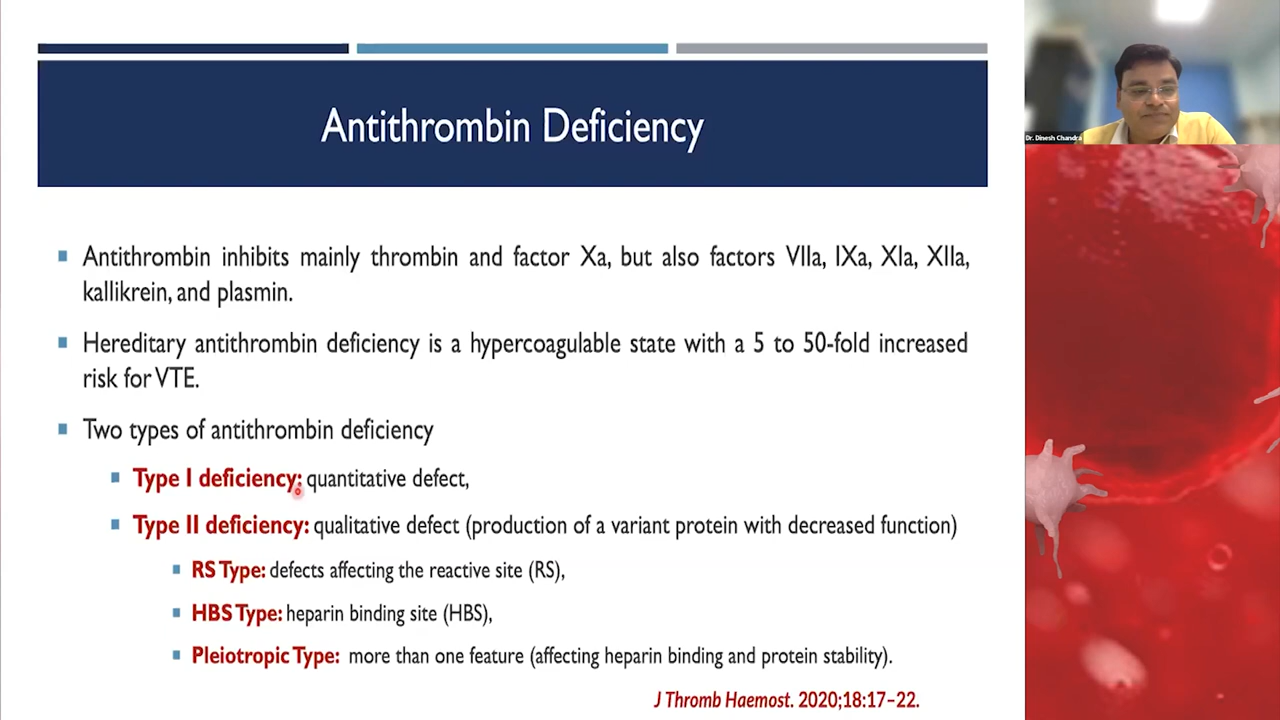 Antithrombin Deficiency
Dr. Dinesh Chandra
Antithrombin inhibits mainly thrombin and factor Xa, but also factors VIIa, IXa, XIa, XIIa,
kallikrein, and plasmin.
Hereditary antithrombin deficiency is a hypercoagulable state with a 5 to 50-fold increased
risk for VTE.
Two types of antithrombin deficiency
Type I deficiency: quantitative defect,
Type II deficiency: qualitative defect (production of a variant protein with decreased function)
RS Type: defects affecting the reactive site (RS),
HBS Type: heparin binding site (HBS),
Pleiotropic Type: more than one feature (affecting heparin binding and protein stability).
J Thromb Haemost. 2020;18:17–22.